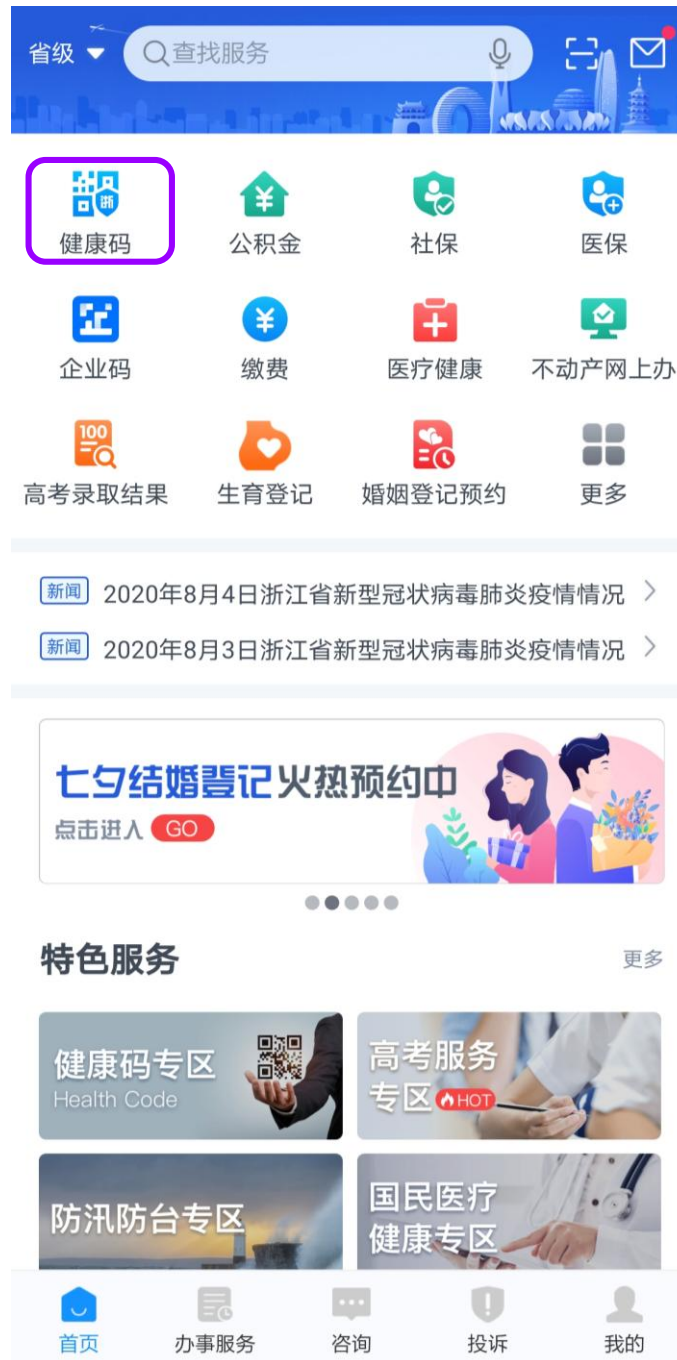 省级
查找服务
浙
健康码
公积金
社保
医保
企业码
缴费
医疗健康
不动产网上办
100
高考录取结果
生育登记
婚姻登记预约
更多
新闻 2020年8月4日浙江省新型冠状病毒肺炎疫情情况
新闻 2020年8月3日浙江省新型冠状病毒肺炎疫情情况
七夕结婚登记火热预约中
点击进入 GO
特色服务
更多
健康码专区
Health Code
高考服务
专区 HOT
防汛防台专区
国民医疗
健康专区
首页
办事服务
咨询
投诉
我的